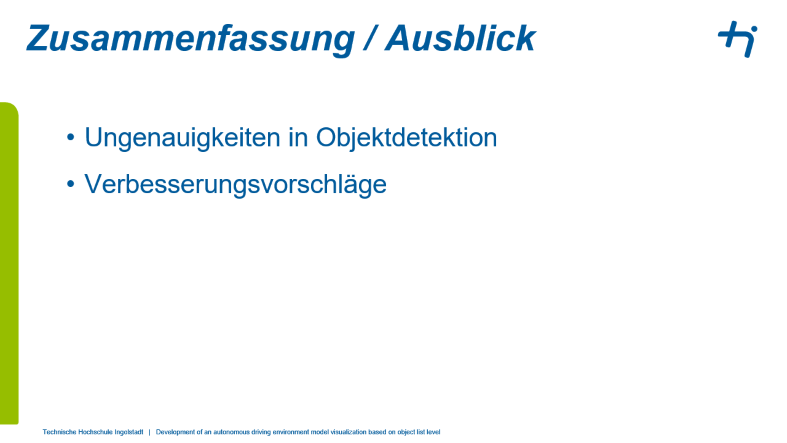 Zusammenfassung / Ausblick
• Ungenauigkeiten in Objektdetektion
• Verbesserungsvorschläge
Technische Hochschule Ingolstadt | Development of an autonomous driving environment model visualization based on object list level